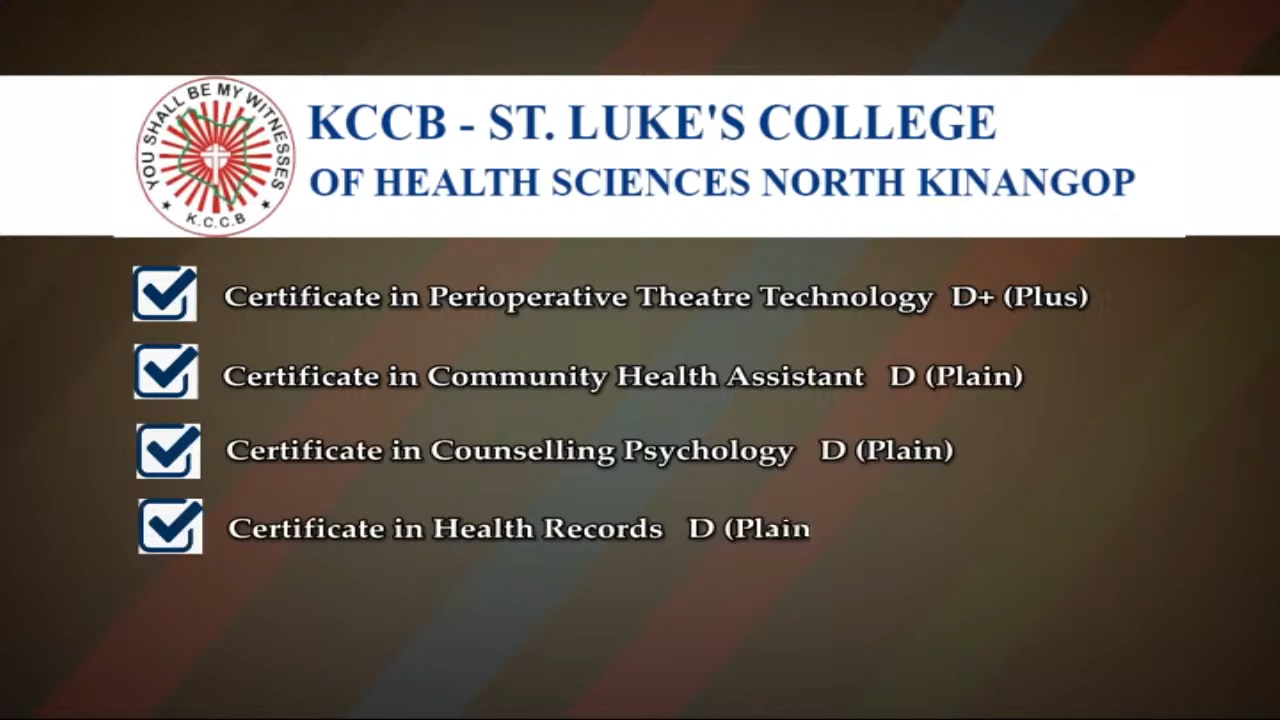 YOU SHALL BE MY WITNESSES
K.C.C.B
KCCB - ST. LUKE'S COLLEGE
OF HEALTH SCIENCES NORTH KINANGOP
Certificate in Perioperative Theatre Technology D+ (Plus)
Certificate in Community Health Assistant D (Plain)
Certificate in Counselling Psychology D (Plain)
Certificate in Health Records D (Plain